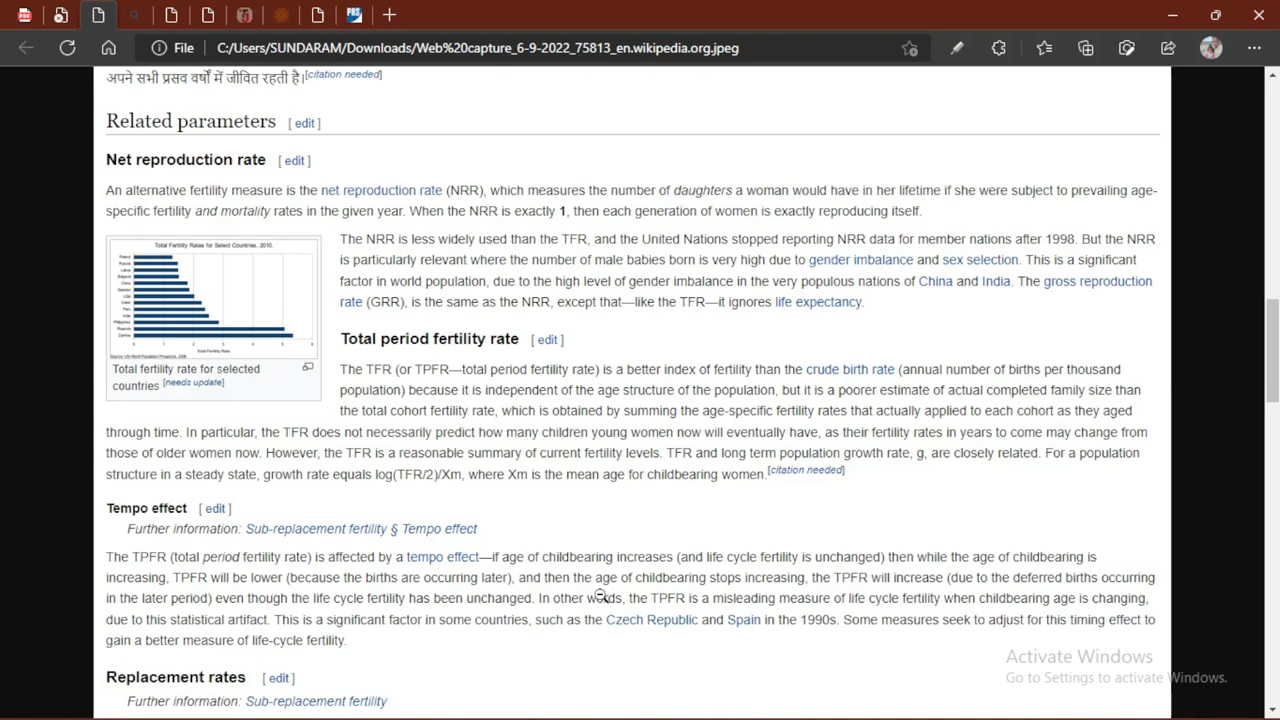 File C:/Users/SUNDARAM/Downloads/Web%20capture_6-9-2022_75813_en.wikipedia.org.jpeg
अपने सभी प्रसव वर्षों में जीवित रहती है।[citation needed]
Related parameters [ edit ]
Net reproduction rate [ edit ]
An alternative fertility measure is the net reproduction rate (NRR), which measures the number of daughters a woman would have in her lifetime if she were subject to prevailing age-
specific fertility and mortality rates in the given year. When the NRR is exactly 1, then each generation of women is exactly reproducing itself.
Total Fertility Rates for Select Countries, 2010.
Total fertility rate for selected
countries [needs update]
The NRR is less widely used than the TFR, and the United Nations stopped reporting NRR data for member nations after 1998. But the NRR
is particularly relevant where the number of male babies born is very high due to gender imbalance and sex selection. This is a significant
factor in world population, due to the high level of gender imbalance in the very populous nations of China and India. The gross reproduction
rate (GRR), is the same as the NRR, except that—like the TFR—it ignores life expectancy.
Total period fertility rate [ edit ]
The TFR (or TPFR—total period fertility rate) is a better index of fertility than the crude birth rate (annual number of births per thousand
population) because it is independent of the age structure of the population, but it is a poorer estimate of actual completed family size than
the total cohort fertility rate, which is obtained by summing the age-specific fertility rates that actually applied to each cohort as they aged
through time. In particular, the TFR does not necessarily predict how many children young women now will eventually have, as their fertility rates in years to come may change from
those of older women now. However, the TFR is a reasonable summary of current fertility levels. TFR and long term population growth rate, g, are closely related. For a population
structure in a steady state, growth rate equals log(TFR/2)/Xm, where Xm is the mean age for childbearing women.[citation needed]
Tempo effect [ edit ]
Further information: Sub-replacement fertility § Tempo effect
The TPFR (total period fertility rate) is affected by a tempo effect—if age of childbearing increases (and life cycle fertility is unchanged) then while the age of childbearing is
increasing, TPFR will be lower (because the births are occurring later), and then the age of childbearing stops increasing, the TPFR will increase (due to the deferred births occurring
in the later period) even though the life cycle fertility has been unchanged. In other words, the TPFR is a misleading measure of life cycle fertility when childbearing age is changing,
due to this statistical artifact. This is a significant factor in some countries, such as the Czech Republic and Spain in the 1990s. Some measures seek to adjust for this timing effect to
gain a better measure of life-cycle fertility.
Activate Windows
Go to Settings to activate Windows.
Replacement rates [ edit ]
Further information: Sub-replacement fertility